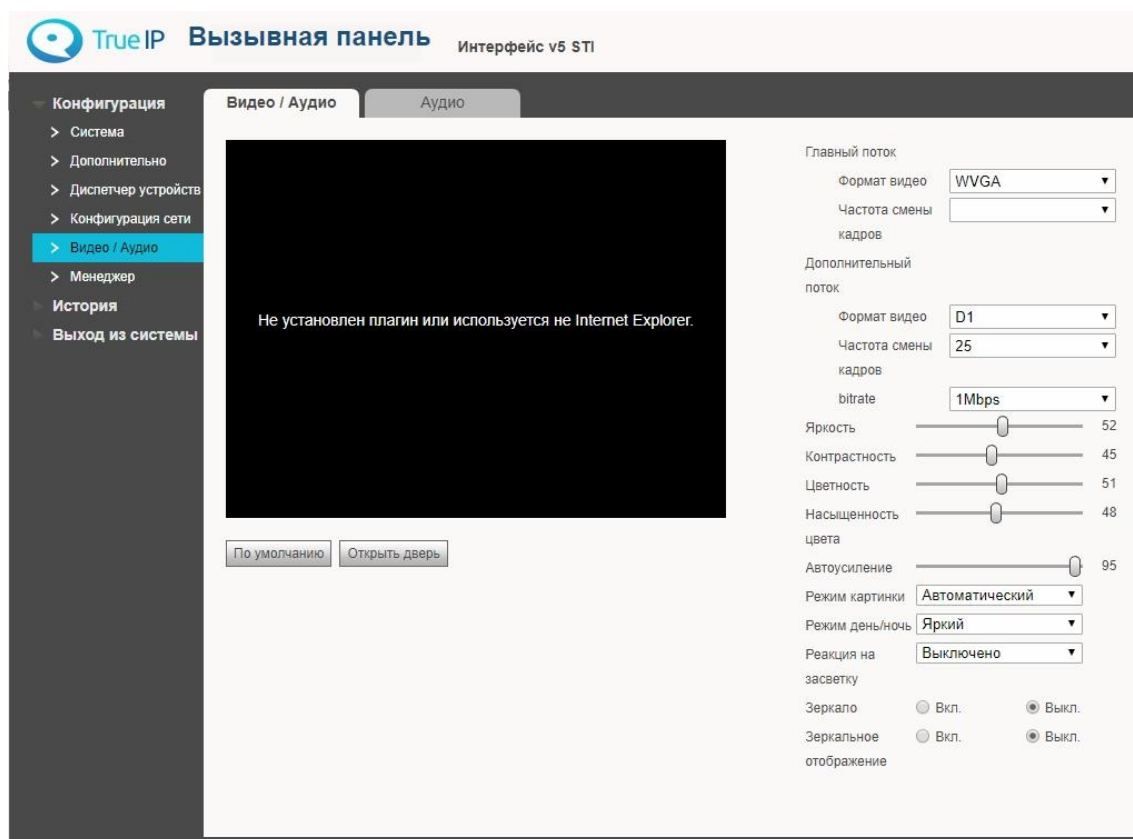 True IP Вызывная панель Интерфейс v5 STI
Конфигурация
Система
Дополнительно
Диспетчер устройств
Конфигурация сети
Видео / Аудио
Менеджер
История
Выход из системы
Видео / Аудио Аудио
Не установлен плагин или используется не Internet Explorer.
По умолчанию Открыть дверь
Главный поток
Формат видео WVGA
Частота смены
кадров
Дополнительный
поток
Формат видео D1
Частота смены 25
кадров
bitrate 1Mbps
Яркость 52
Контрастность 45
Цветность 51
Насыщенность 48
цвета
Автоусиление 95
Режим картинки Автоматический
Режим день/ночь Яркий
Реакция на Выключено
засветку
Зеркало Вкл. Выкл.
Зеркальное Вкл. Выкл.
отображение